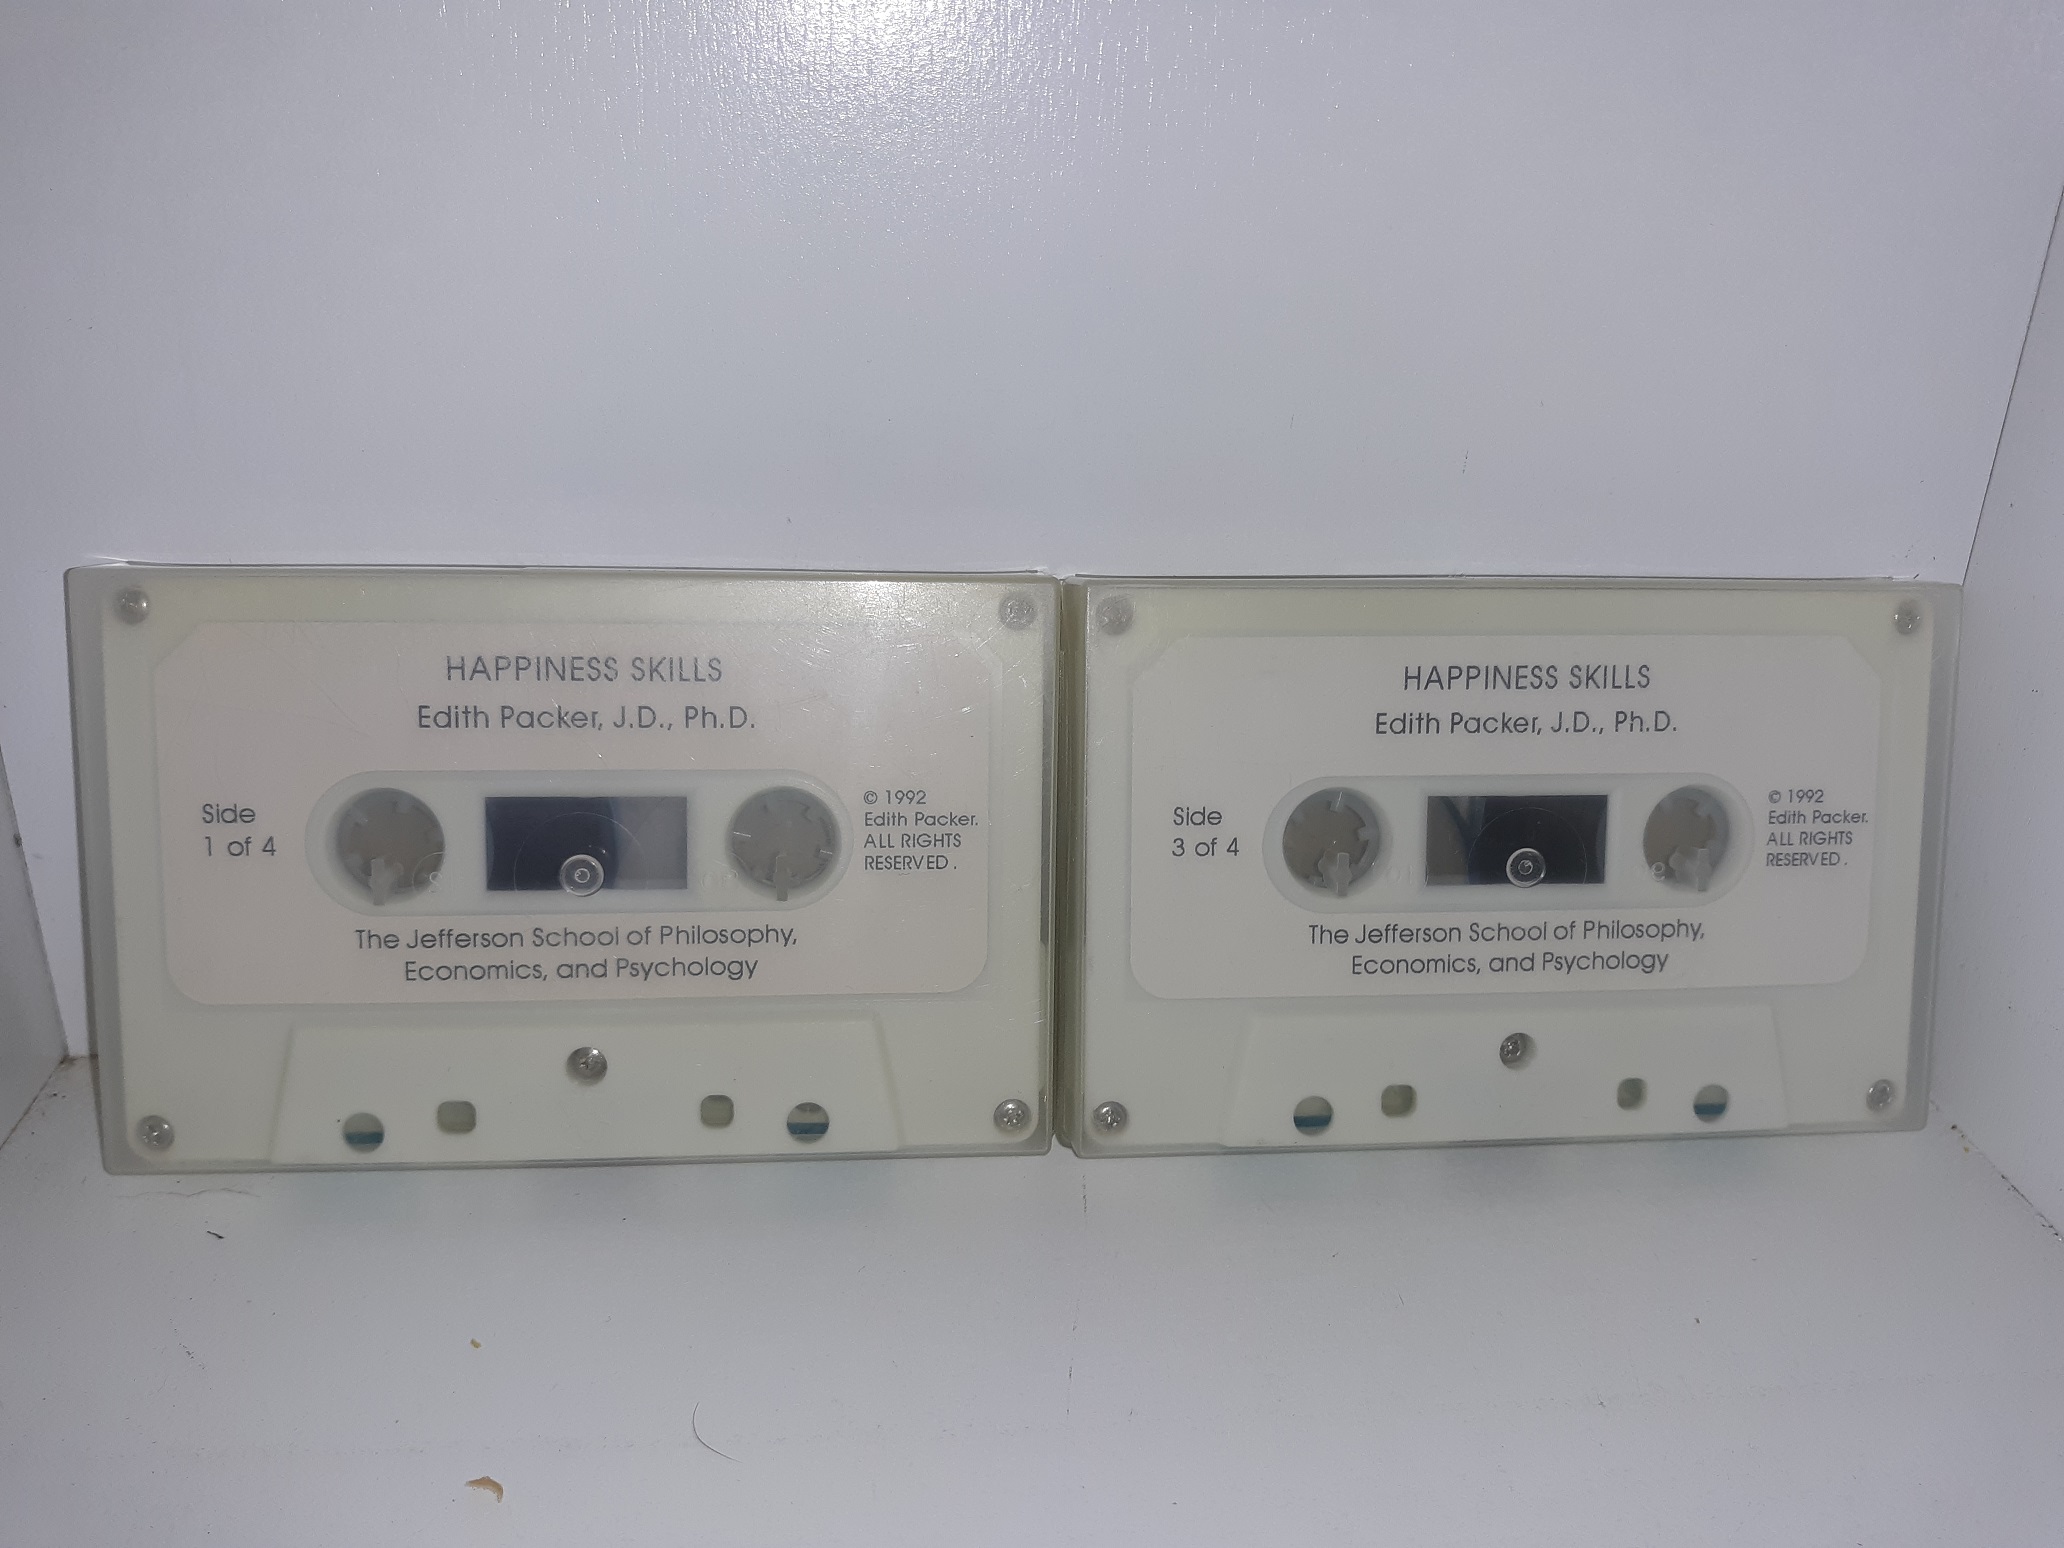 HAPPINESS SKILLS
Edith Packer, J.D., Ph.D.
Side
1 of 4
© 1992
Edith Packer.
ALL RIGHTS
RESERVED.
The Jefferson School of Philosophy,
Economics, and Psychology
HAPPINESS SKILLS
Edith Packer, J.D., Ph.D.
Side
3 of 4
© 1992
Edith Packer.
ALL RIGHTS
RESERVED.
The Jefferson School of Philosophy,
Economics, and Psychology